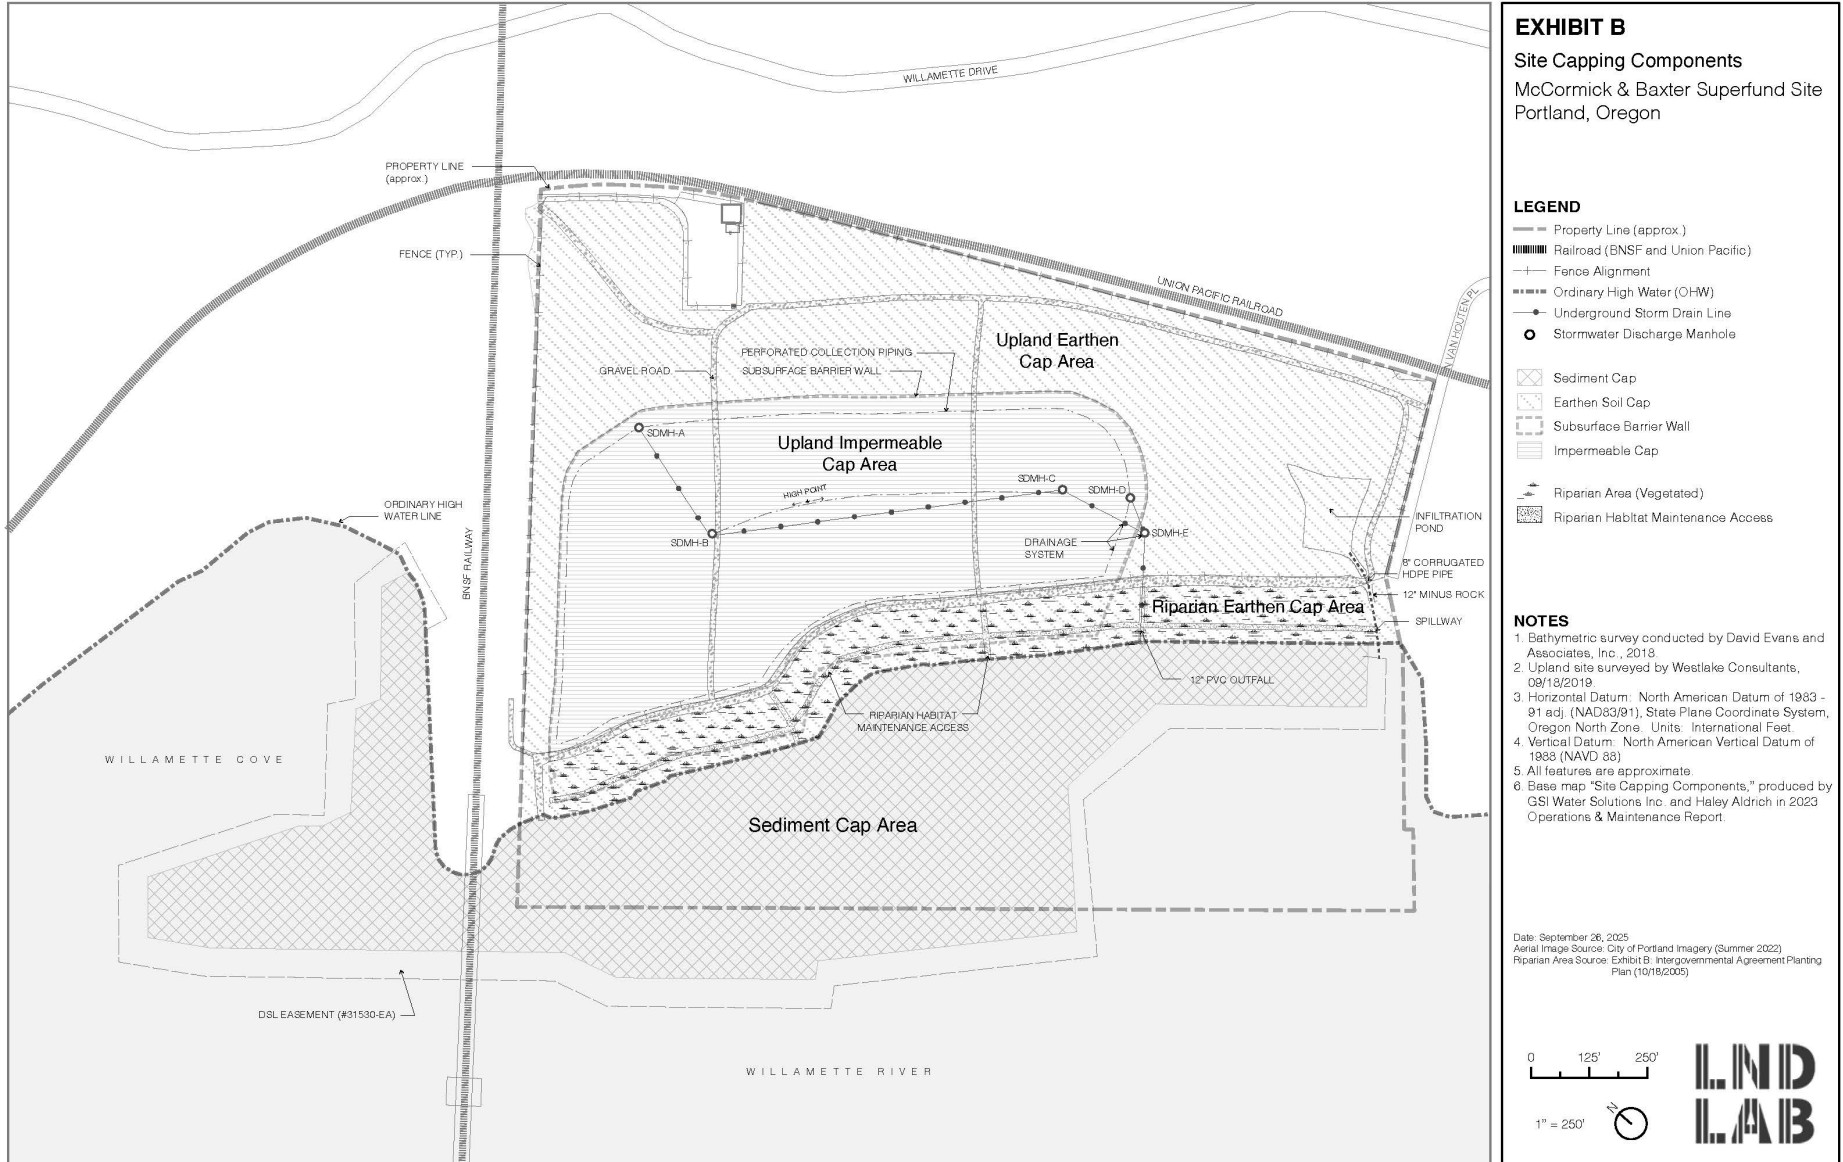 WILLAMETTE DRIVE
PROPERTY LINE
(approx.)
FENCE (TYP.)
UNION PACIFIC RAILROAD
N VAN HOUTEN PL
Upland Earthen
Cap Area
PERFORATED COLLECTION PIPING
SUBSURFACE BARRIER WALL
GRAVEL ROAD
SDMH-A
Upland Impermeable
Cap Area
SDMH-C
SDMH-D
HIGH POINT
ORDINARY HIGH
WATER LINE
SDMH-B
SDMH-E
DRAINAGE
SYSTEM
INFILTRATION
POND
BNSF RAILWAY
8" CORRUGATED
HDPE PIPE
12" MINUS ROCK
Riparian Earthen Cap Area
SPILLWAY
12" PVC OUTFALL
RIPARIAN HABITAT
MAINTENANCE ACCESS
WILLAMETTE COVE
Sediment Cap Area
DSL EASEMENT (#31530-EA)
WILLAMETTE RIVER
EXHIBIT B
Site Capping Components
McCormick & Baxter Superfund Site
Portland, Oregon
LEGEND
Property Line (approx.)
Railroad (BNSF and Union Pacific)
Fence Alignment
Ordinary High Water (OHW)
Underground Storm Drain Line
Stormwater Discharge Manhole
Sediment Cap
Earthen Soil Cap
Subsurface Barrier Wall
Impermeable Cap
Riparian Area (Vegetated)
Riparian Habitat Maintenance Access
NOTES
1. Bathymetric survey conducted by David Evans and
Associates, Inc., 2018.
2. Upland site surveyed by Westlake Consultants,
09/18/2019.
3. Horizontal Datum: North American Datum of 1983 -
91 adj. (NAD83/91), State Plane Coordinate System,
Oregon North Zone. Units: International Feet.
4. Vertical Datum: North American Vertical Datum of
1988 (NAVD 88)
5. All features are approximate.
6. Base map "Site Capping Components," produced by
GSI Water Solutions Inc. and Haley Aldrich in 2023
Operations & Maintenance Report.
Date: September 26, 2025
Aerial Image Source: City of Portland Imagery (Summer 2022)
Riparian Area Source: Exhibit B: Intergovernmental Agreement Planting
Plan (10/18/2005)
0 125' 250'
1" = 250'
N
LND
LAB